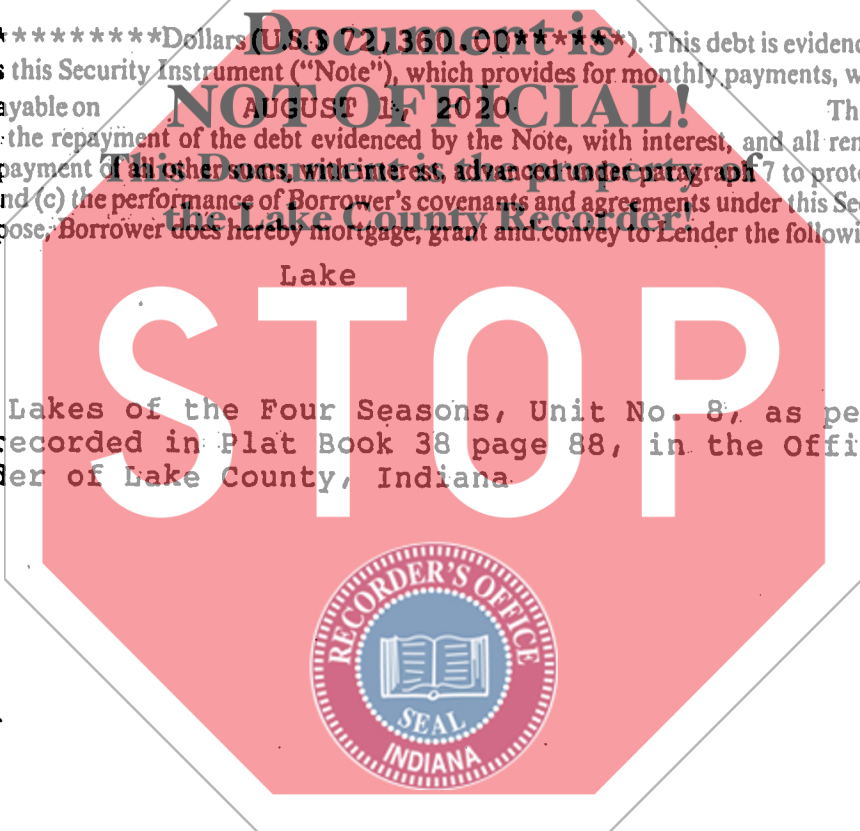 Document is
*********Dollars (U.S.$ 72,360.00******). This debt is eviden
this Security Instrument ("Note"), which provides for monthly payments, w
NOT OFFICIAL!
ayable on AUGUST 1, 2020 Th
the repayment of the debt evidenced by the Note, with interest, and all ren
This Document is the property of
payment of all other sums, with interest, advanced under paragraph 7 to prote
nd (c) the performance of Borrower's covenants and agreements under this Sec
the Lake County Recorder!
pose, Borrower does hereby mortgage, grant and convey to Lender the followi
Lake
STOP
Lakes of the Four Seasons, Unit No. 8, as pe
recorded in Plat Book 38 page 88, in the Offi
der of Lake County, Indiana
RECORDER'S OFFICE
SEAL
INDIANA